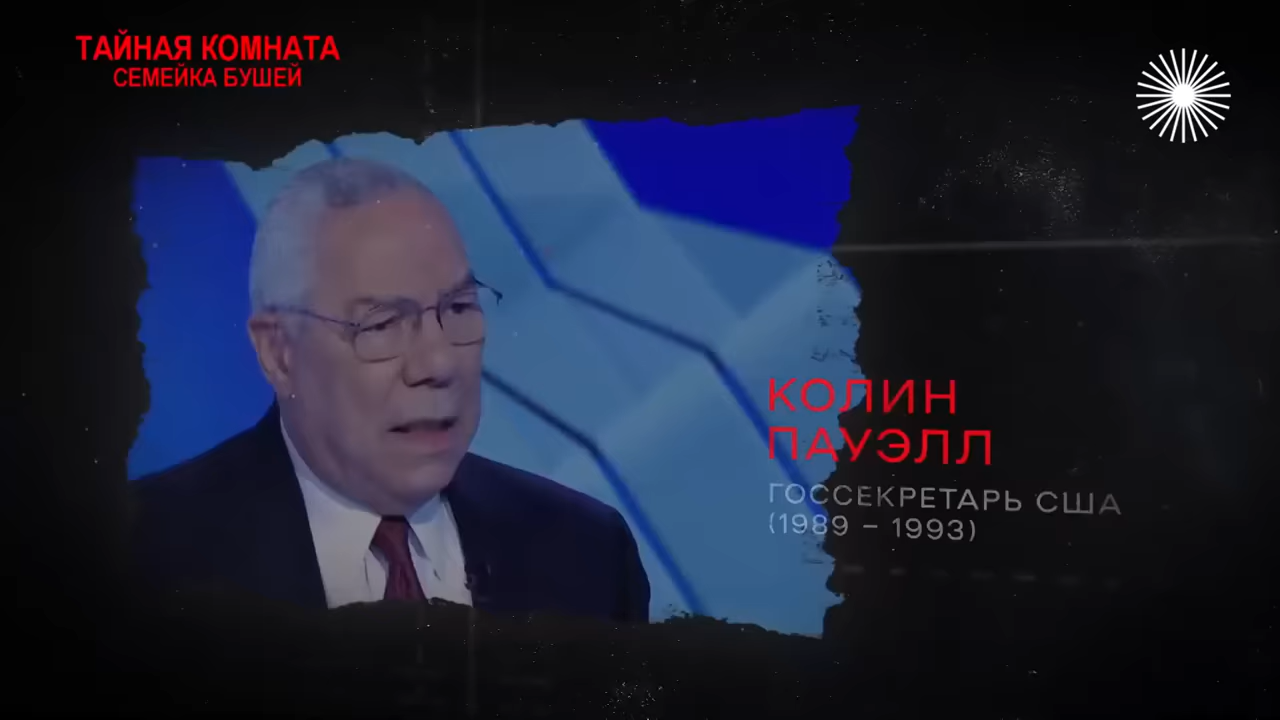 ТАЙНАЯ КОМНАТА
СЕМЕЙКА БУШЕЙ
КОЛИН
ПАУЭЛЛ
ГОССЕКРЕТАРЬ США
(1989 – 1993)